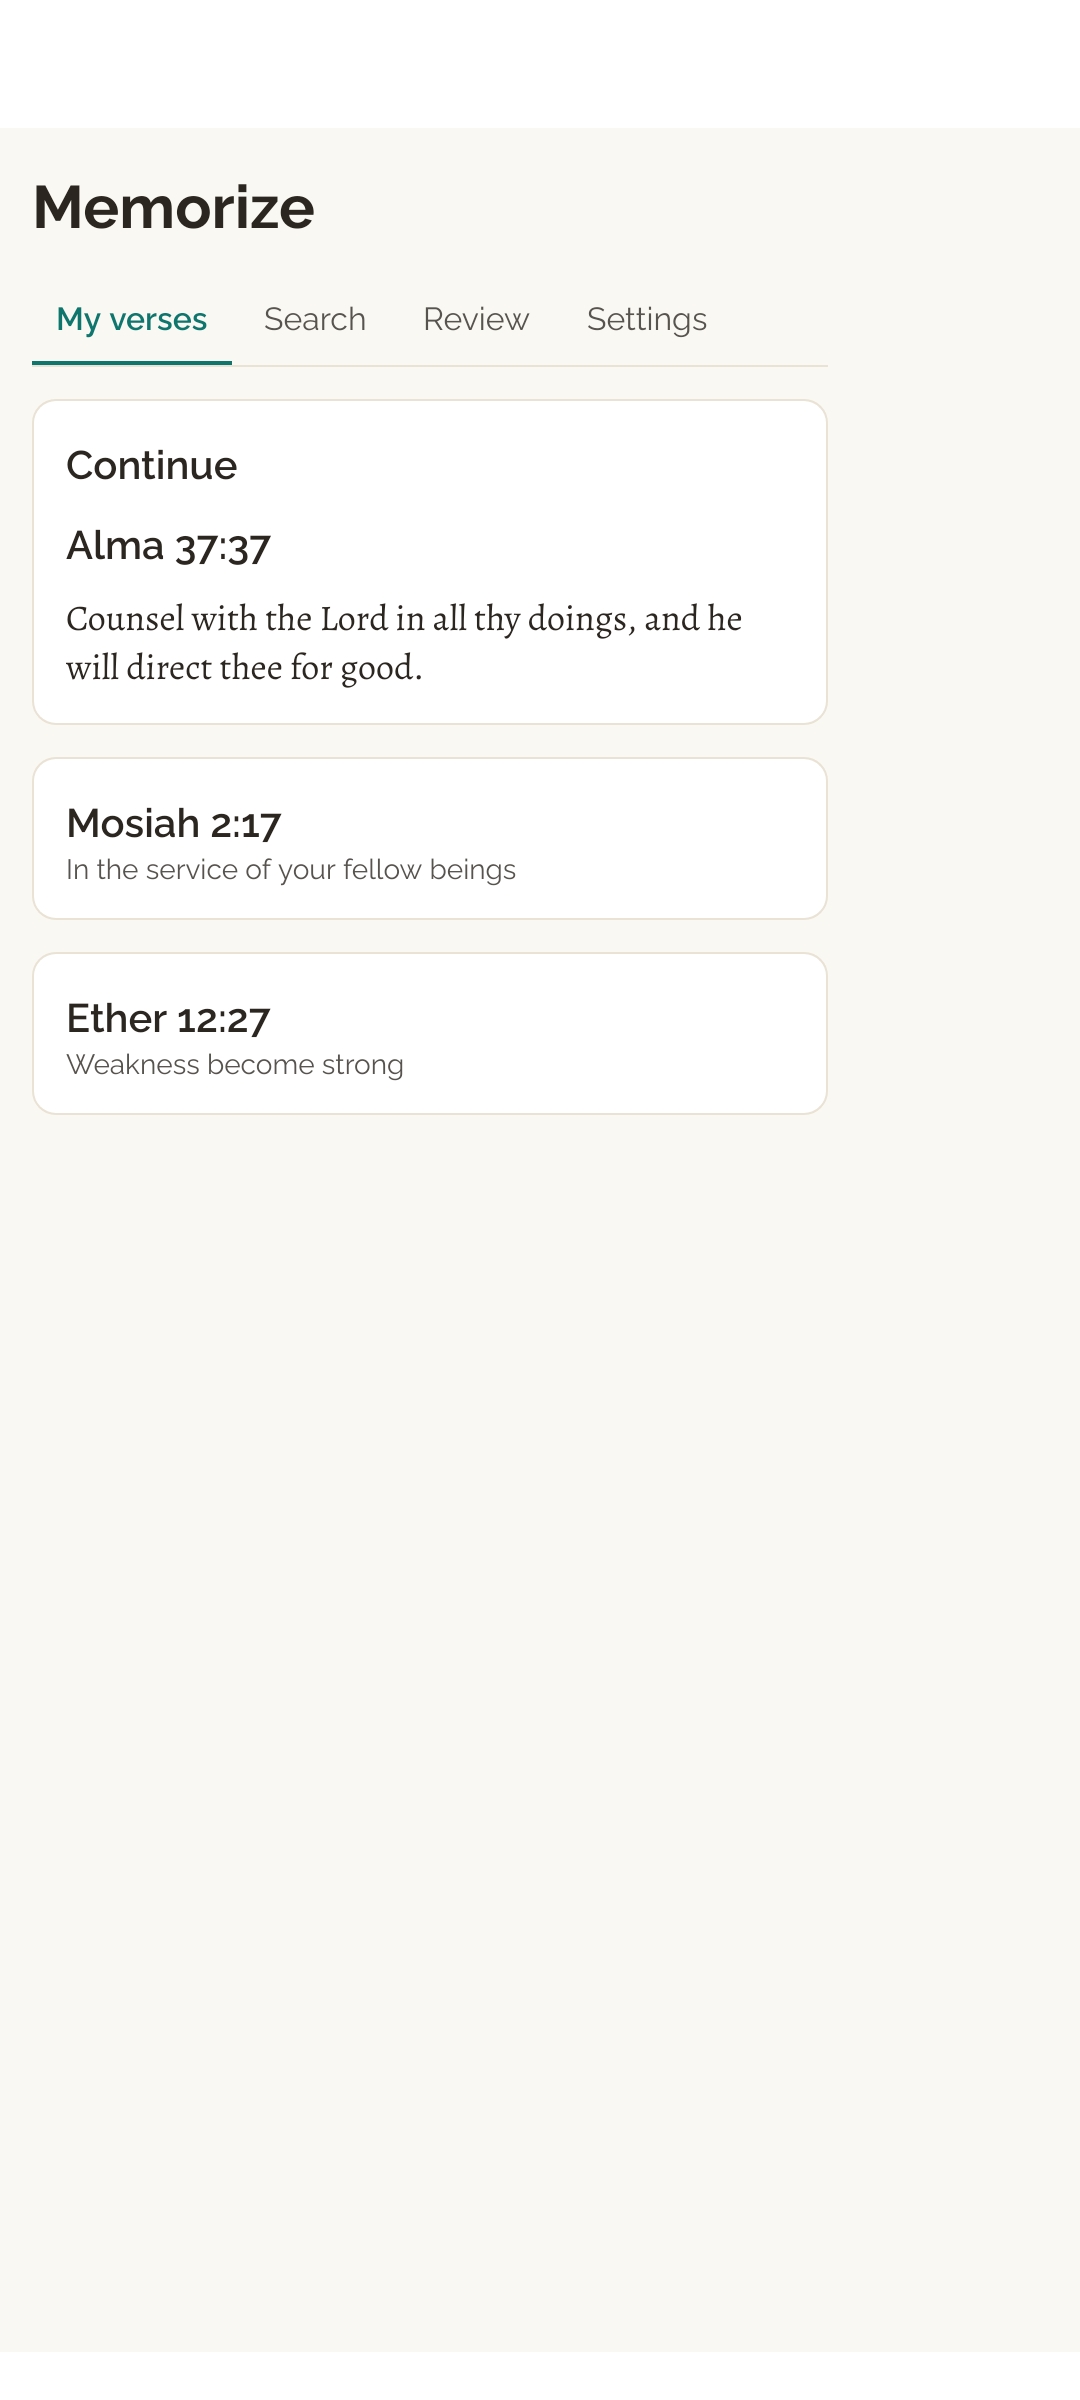 Memorize
My verses Search Review Settings
Continue
Alma 37:37
Counsel with the Lord in all thy doings, and he
will direct thee for good.
Mosiah 2:17
In the service of your fellow beings
Ether 12:27
Weakness become strong